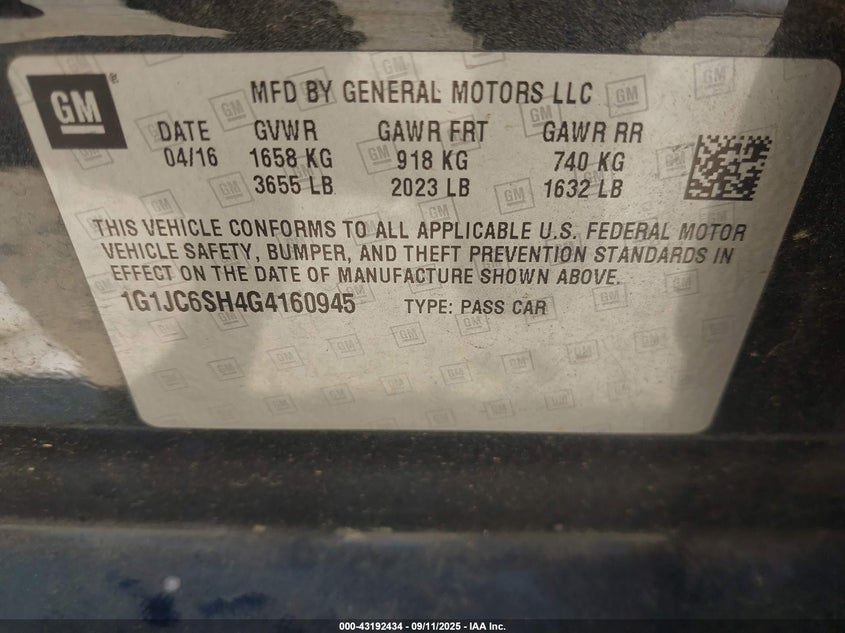 GM ®
MFD BY GENERAL MOTORS LLC
DATE GVWR GAWR FRT GAWR RR
04/16 1658 KG 918 KG 740 KG
3655 LB 2023 LB 1632 LB
THIS VEHICLE CONFORMS TO ALL APPLICABLE U.S. FEDERAL MOTOR
VEHICLE SAFETY, BUMPER, AND THEFT PREVENTION STANDARDS IN
EFFECT ON THE DATE OF MANUFACTURE SHOWN ABOVE.
1G1JC6SH4G4160945 TYPE: PASS CAR
000-43192434 - 09/11/2025 - IAA Inc.